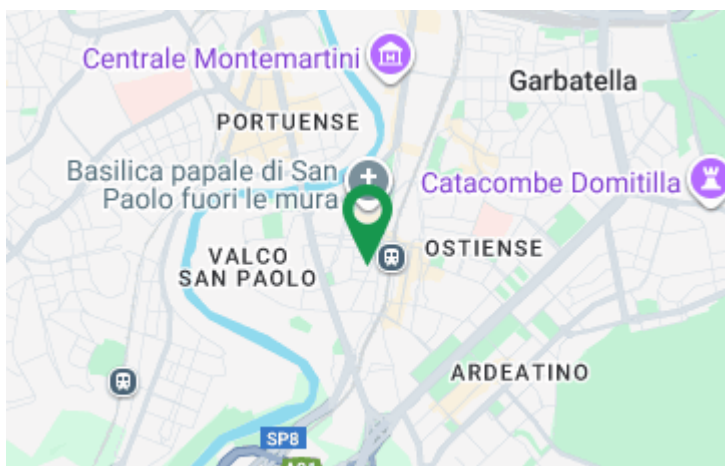 Centrale Montemartini
Garbatella
PORTUENSE
Basilica papale di San
Paolo fuori le mura
Catacombe Domitilla
VALCO
SAN PAOLO
OSTIENSE
ARDEATINO
SP8